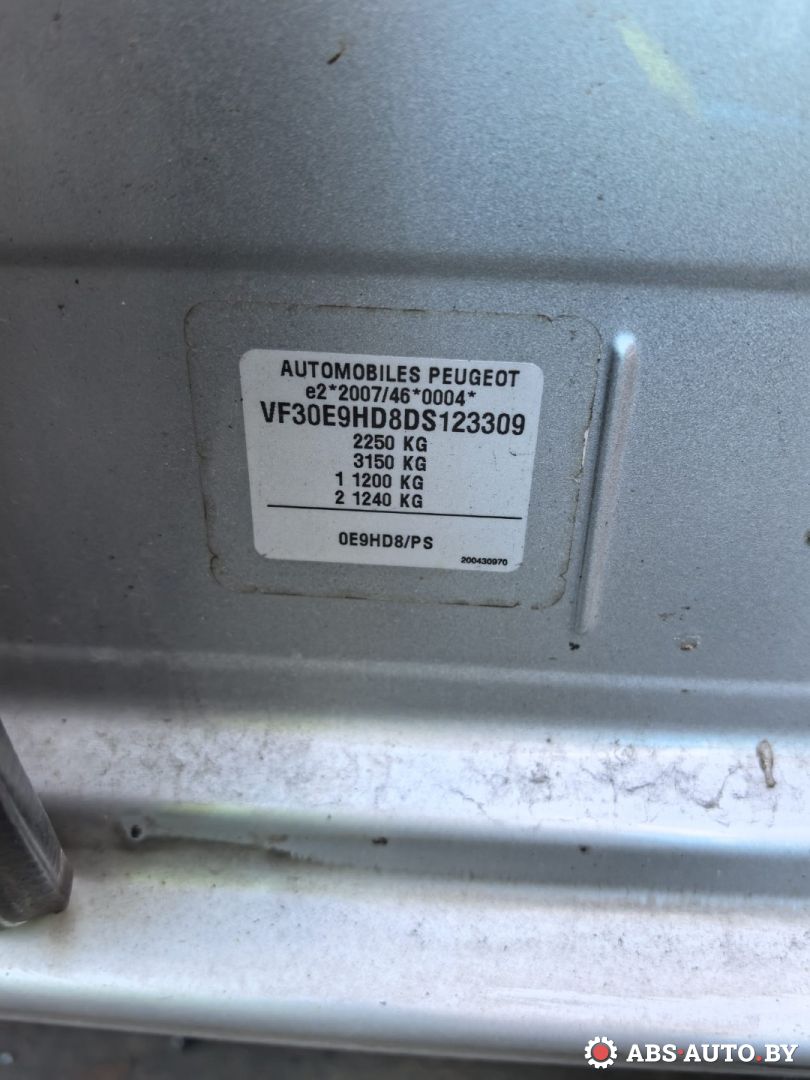 AUTOMOBILES PEUGEOT
e2*2007/46*0004*
VF30E9HD8DS123309
2250 KG
3150 KG
1 1200 KG
2 1240 KG
0E9HD8/PS
200430970
ABS-AUTO.BY